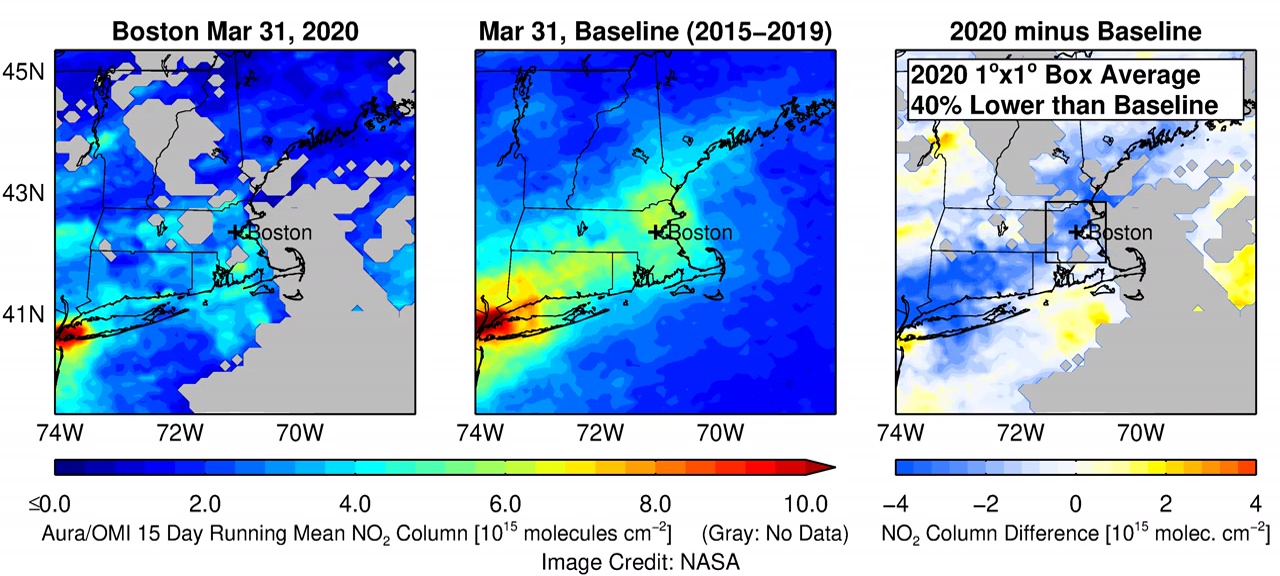 Boston Mar 31, 2020
Mar 31, Baseline (2015−2019)
2020 minus Baseline
45N
43N
41N
Boston
Boston
2020 1°x1° Box Average
40% Lower than Baseline
Boston
74W 72W 70W
74W 72W 70W
74W 72W 70W
≤0.0 2.0 4.0 6.0 8.0 10.0
−4 −2 0 2 4
Aura/OMI 15 Day Running Mean NO₂ Column [10¹⁵ molecules cm⁻²] (Gray: No Data)
NO₂ Column Difference [10¹⁵ molec. cm⁻²]
Image Credit: NASA